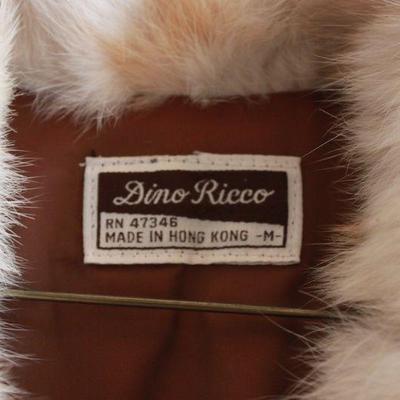 Dino Ricco
RN 47346
MADE IN HONG KONG -M-